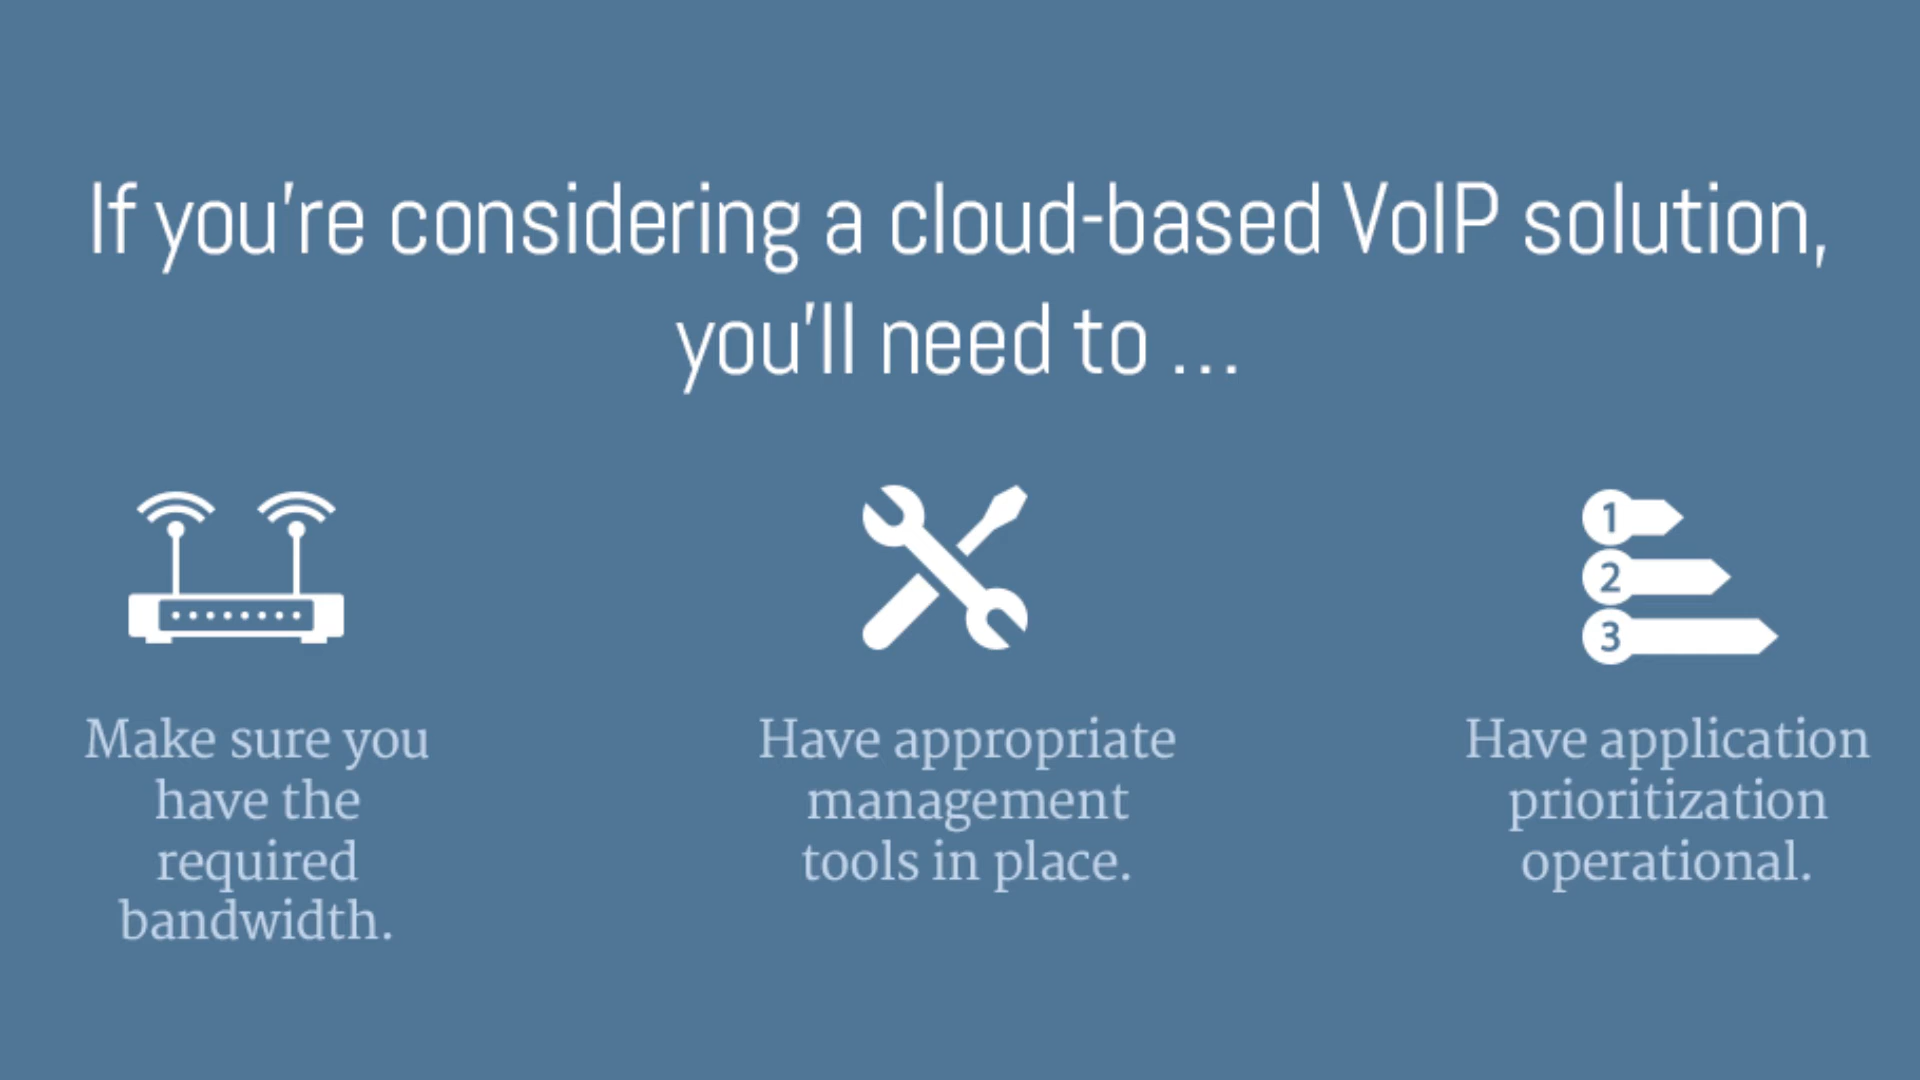 If you’re considering a cloud-based VoIP solution,
you’ll need to ...
1
2
3
Make sure you
have the
required
bandwidth.
Have appropriate
management
tools in place.
Have application
prioritization
operational.